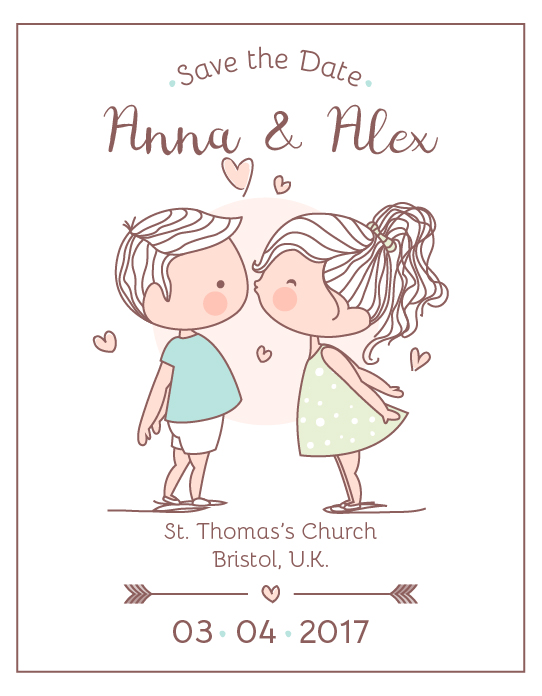 Save the Date
Anna & Alex
St. Thomas's Church
Bristol, U.K.
03 · 04 · 2017